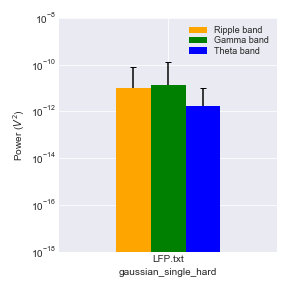 Ripple band
Gamma band
Theta band
Power (V²)
10⁻⁸
10⁻¹⁰
10⁻¹²
10⁻¹⁴
10⁻¹⁶
10⁻¹⁸
LFP.txt
gaussian_single_hard